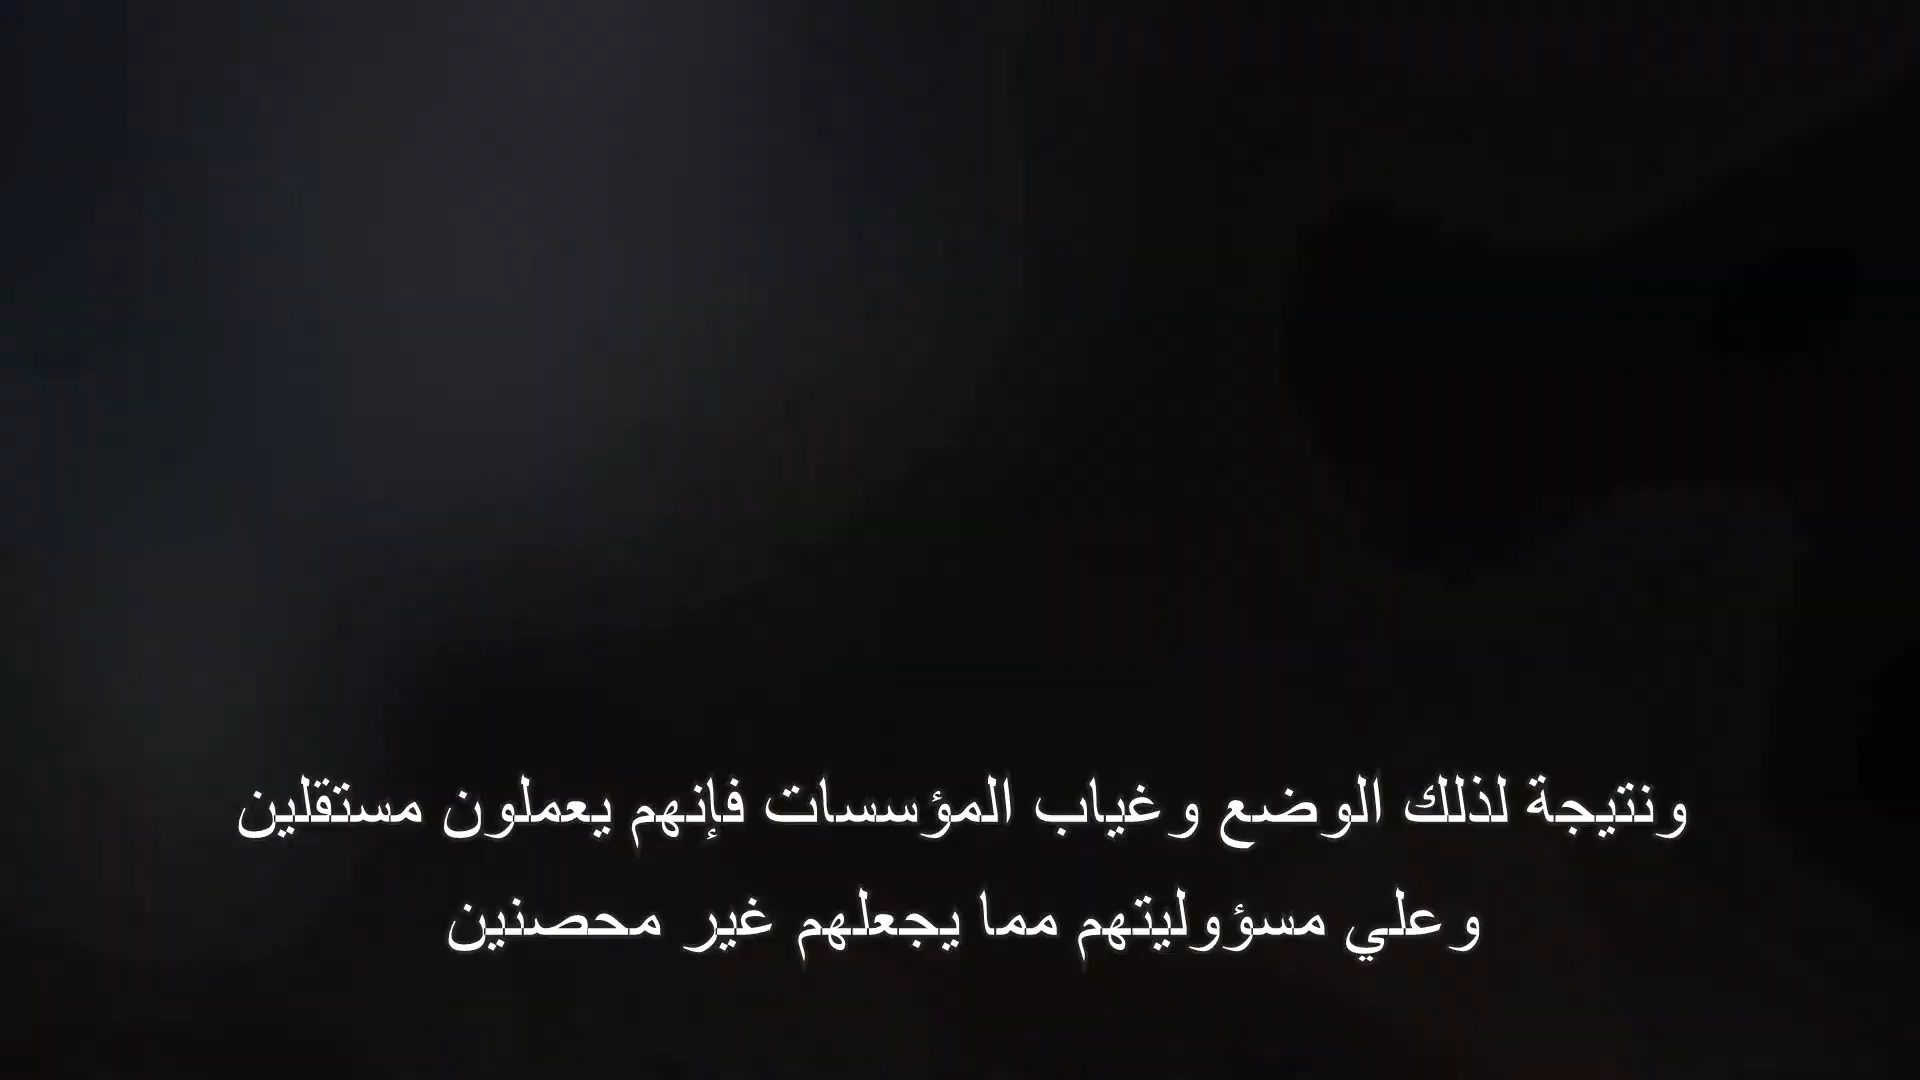 ونتيجة لذلك الوضع وغياب المؤسسات فإنهم يعملون مستقلين
وعلي مسؤوليتهم مما يجعلهم غير محصنين